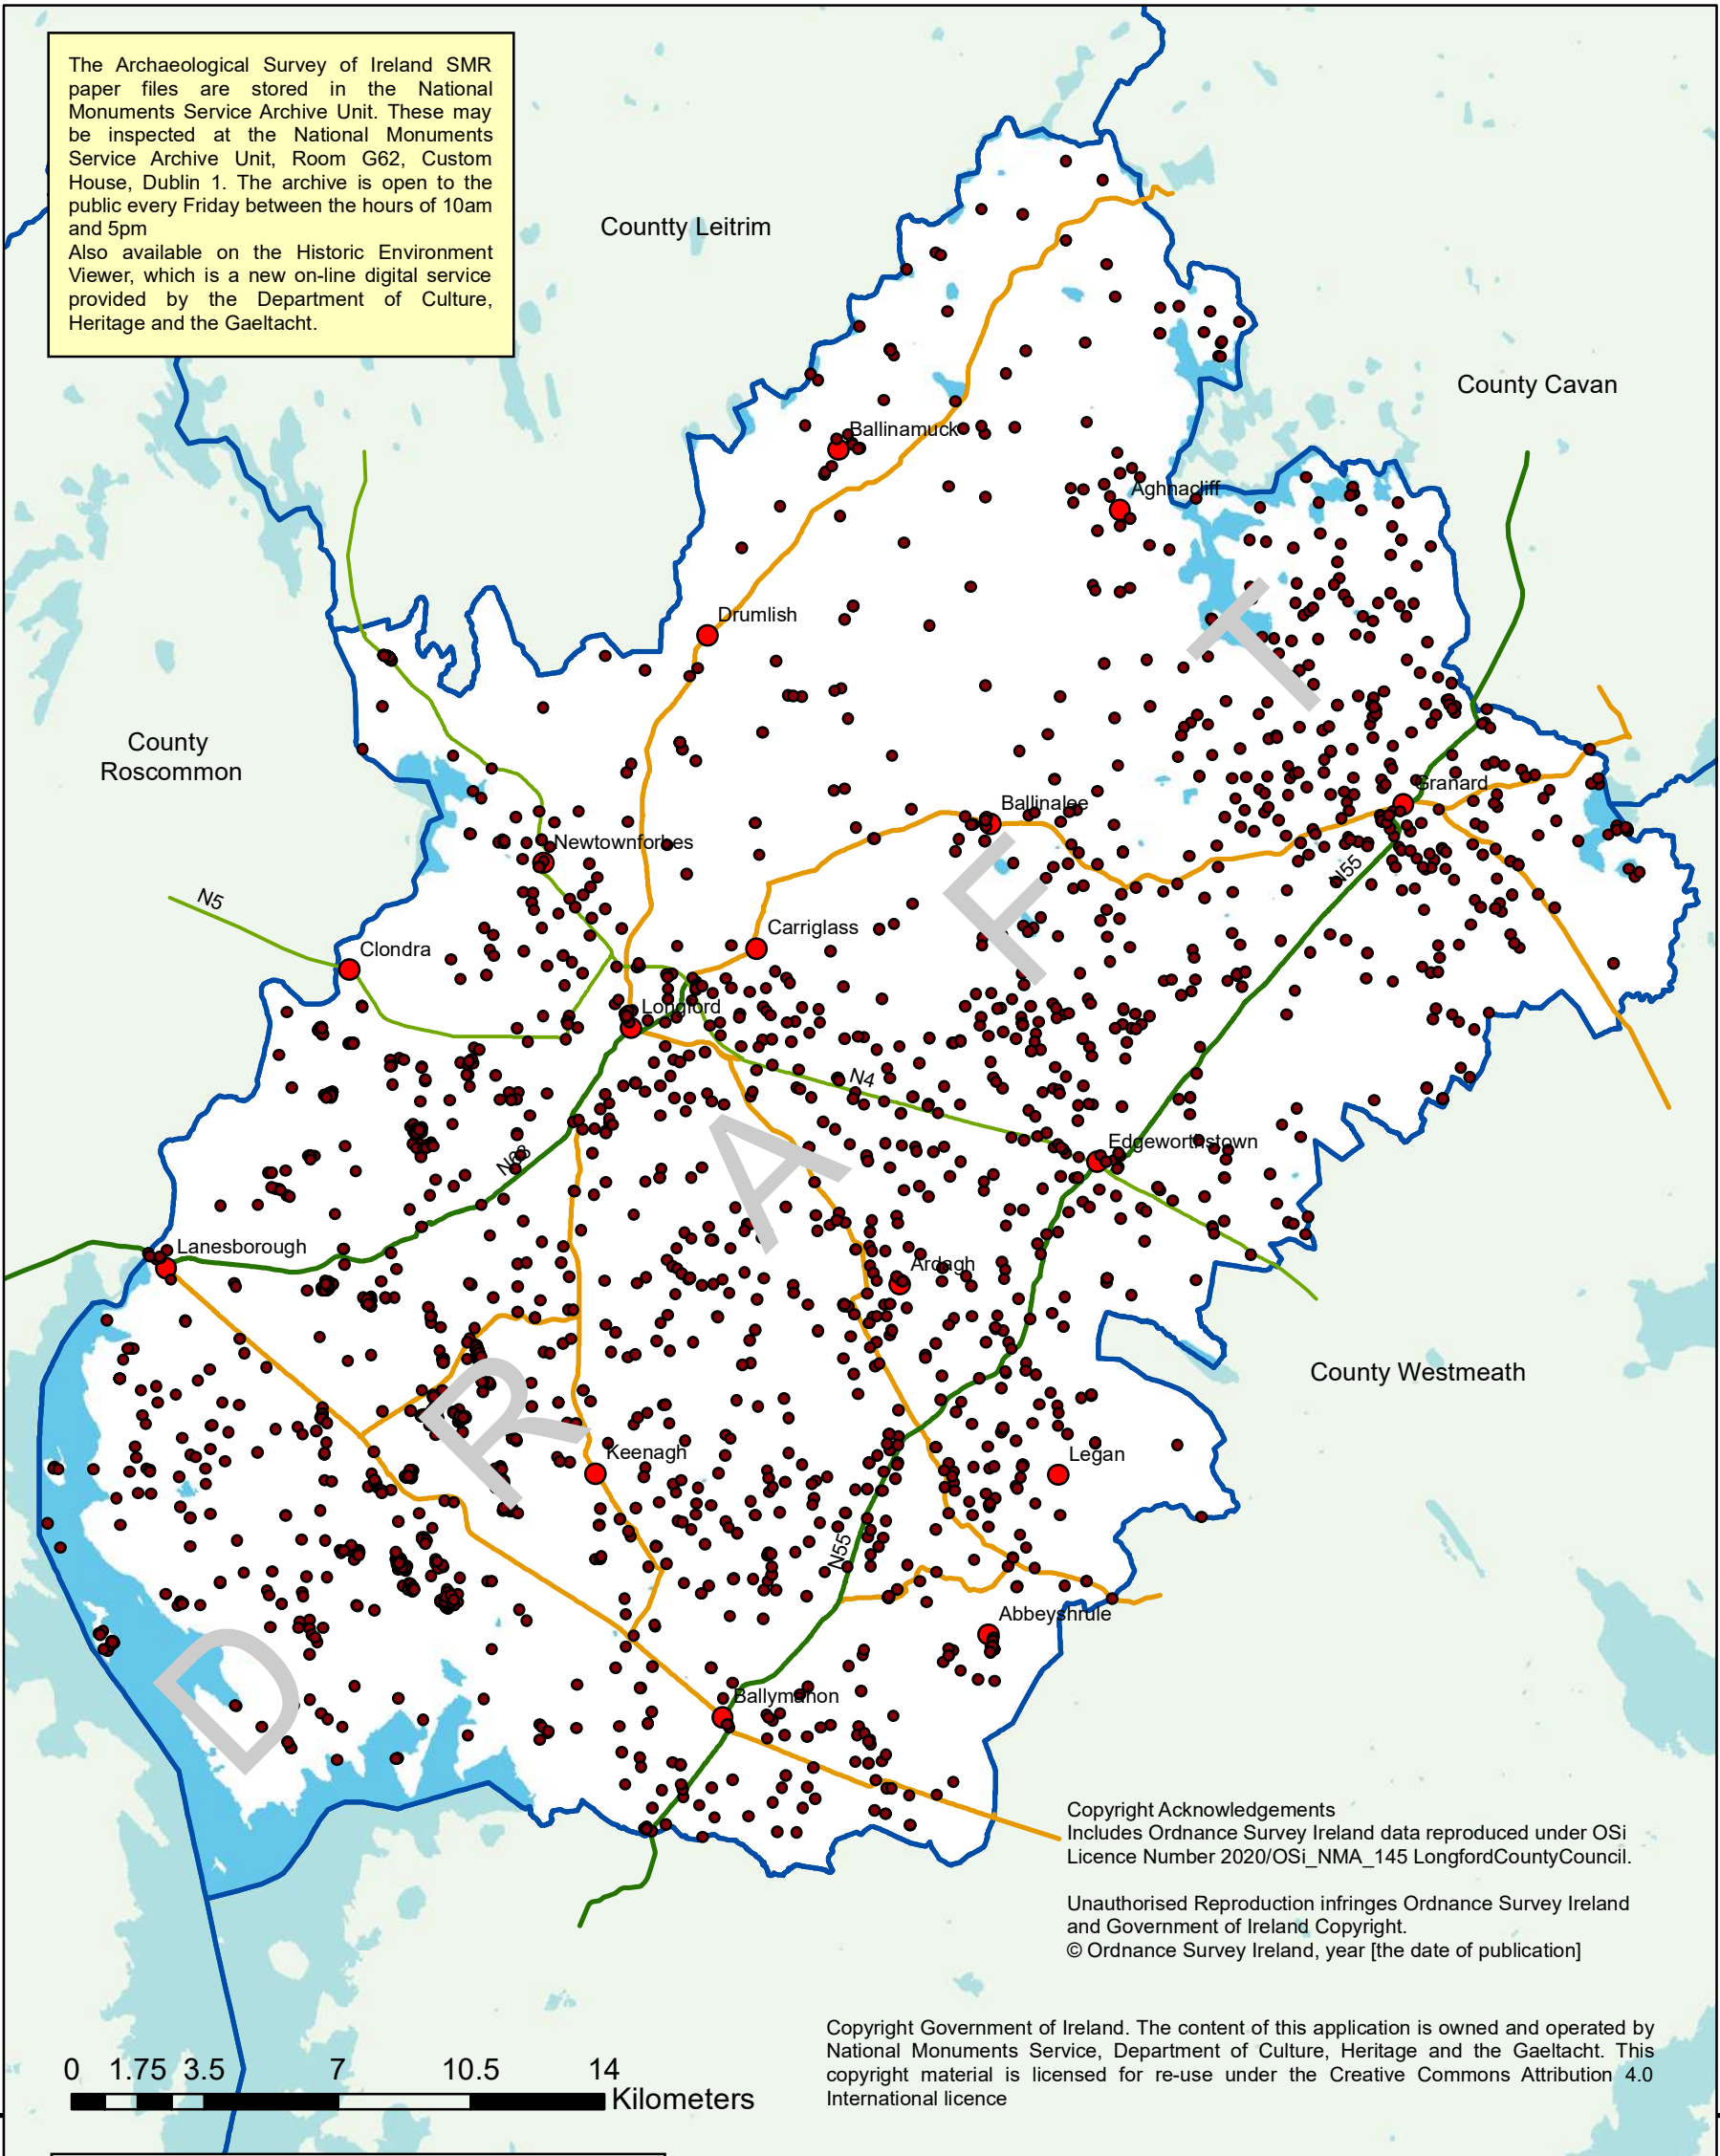 The Archaeological Survey of Ireland SMR
paper files are stored in the National
Monuments Service Archive Unit. These may
be inspected at the National Monuments
Service Archive Unit, Room G62, Custom
House, Dublin 1. The archive is open to the
public every Friday between the hours of 10am
and 5pm
Also available on the Historic Environment
Viewer, which is a new on-line digital service
provided by the Department of Culture,
Heritage and the Gaeltacht.
Countty Leitrim
County Cavan
Ballinamuck
Aghnacliff
Drumlish
County
Roscommon
Granard
Ballinalee
Newtownforbes
N55
N5
Carriglass
Clondra
Longford
N4
Edgeworthstown
N63
Lanesborough
Ardagh
County Westmeath
Keenagh
Legan
N55
Abbeyshrule
Ballymahon
DRAFT
Copyright Acknowledgements
Includes Ordnance Survey Ireland data reproduced under OSi
Licence Number 2020/OSi_NMA_145 LongfordCountyCouncil.
Unauthorised Reproduction infringes Ordnance Survey Ireland
and Government of Ireland Copyright.
© Ordnance Survey Ireland, year [the date of publication]
Copyright Government of Ireland. The content of this application is owned and operated by
National Monuments Service, Department of Culture, Heritage and the Gaeltacht. This
copyright material is licensed for re-use under the Creative Commons Attribution 4.0
International licence
0 1.75 3.5 7 10.5 14
Kilometers